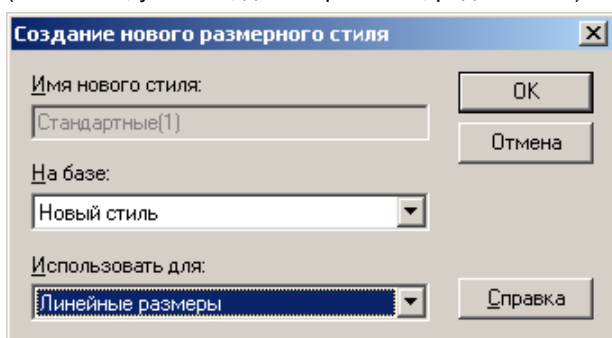 Создание нового размерного стиля
Имя нового стиля:
Стандартные(1)
OK
Отмена
На базе:
Новый стиль
Использовать для:
Линейные размеры
Справка